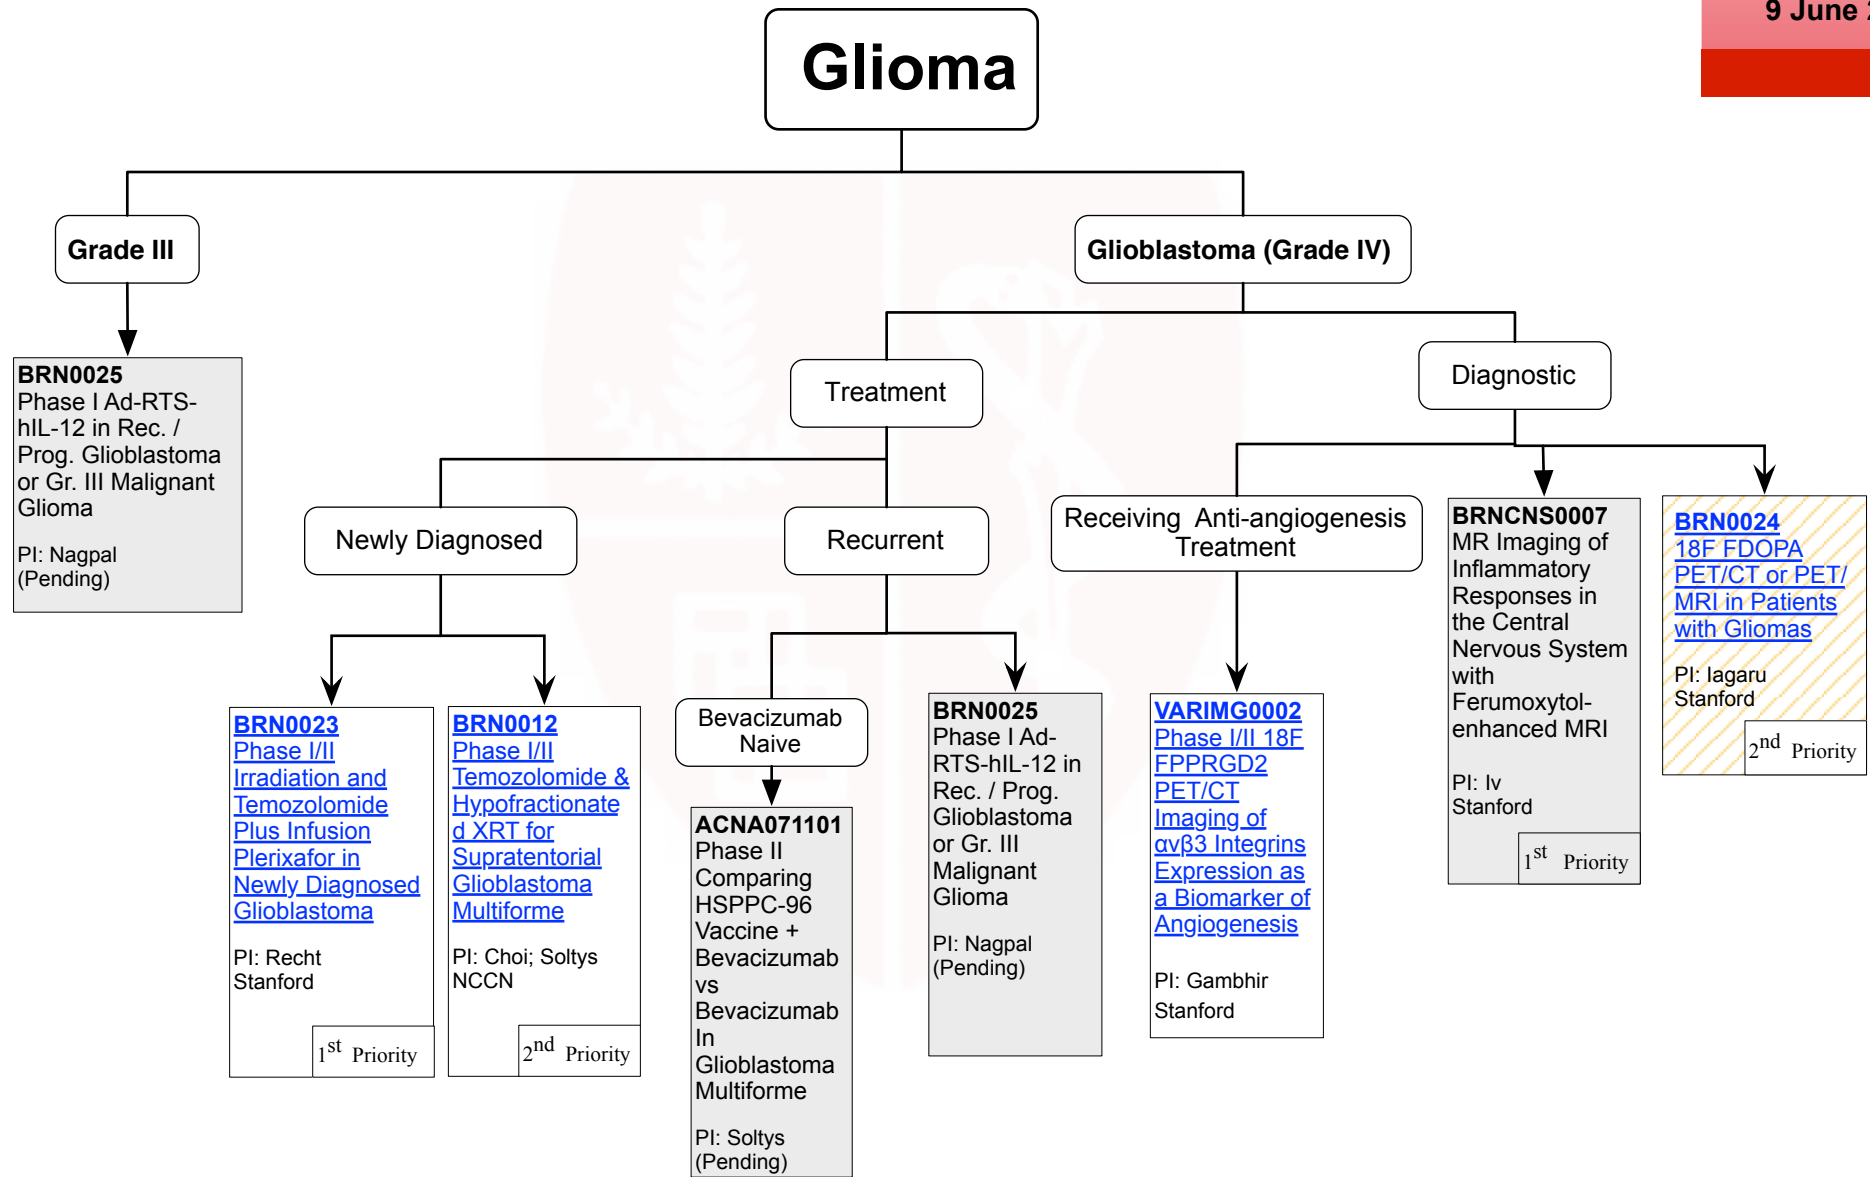 9 June
Glioma
Grade III
Glioblastoma (Grade IV)
BRN0025
Phase I Ad-RTS-
hIL-12 in Rec. /
Prog. Glioblastoma
or Gr. III Malignant
Glioma
PI: Nagpal
(Pending)
Treatment
Diagnostic
Newly Diagnosed
Recurrent
Receiving Anti-angiogenesis
Treatment
BRNCNS0007
MR Imaging of
Inflammatory
Responses in
the Central
Nervous System
with
Ferumoxytol-
enhanced MRI
PI: Iv
Stanford
1st Priority
BRN0024
18F FDOPA
PET/CT or PET/
MRI in Patients
with Gliomas
PI: Iagaru
Stanford
2nd Priority
BRN0023
Phase I/II
Irradiation and
Temozolomide
Plus Infusion
Plerixafor in
Newly Diagnosed
Glioblastoma
PI: Recht
Stanford
1st Priority
BRN0012
Phase I/II
Temozolomide &
Hypofractionate
d XRT for
Supratentorial
Glioblastoma
Multiforme
PI: Choi; Soltys
NCCN
2nd Priority
Bevacizumab
Naive
ACNA071101
Phase II
Comparing
HSPPC-96
Vaccine +
Bevacizumab
vs
Bevacizumab
In
Glioblastoma
Multiforme
PI: Soltys
(Pending)
BRN0025
Phase I Ad-
RTS-hIL-12 in
Rec. / Prog.
Glioblastoma
or Gr. III
Malignant
Glioma
PI: Nagpal
(Pending)
VARIMG0002
Phase I/II 18F
FPPRGD2
PET/CT
Imaging of
αvβ3 Integrins
Expression as
a Biomarker of
Angiogenesis
PI: Gambhir
Stanford